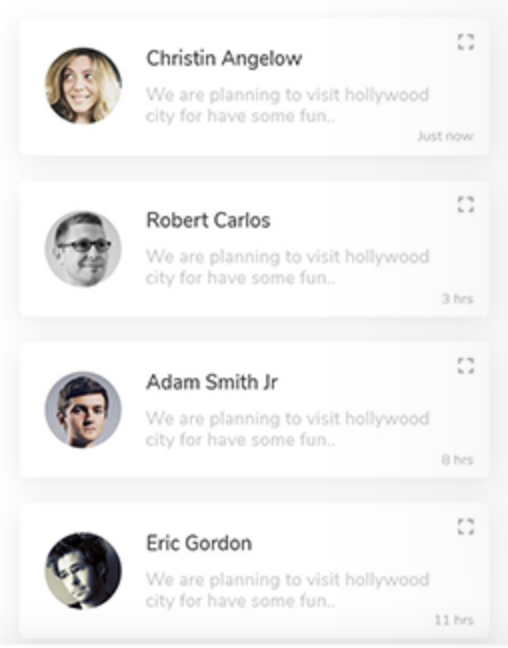 Christin Angelow
We are planning to visit hollywood
city for have some fun..
Just now
Robert Carlos
We are planning to visit hollywood
city for have some fun..
3 hrs
Adam Smith Jr
We are planning to visit hollywood
city for have some fun..
8 hrs
Eric Gordon
We are planning to visit hollywood
city for have some fun..
11 hrs